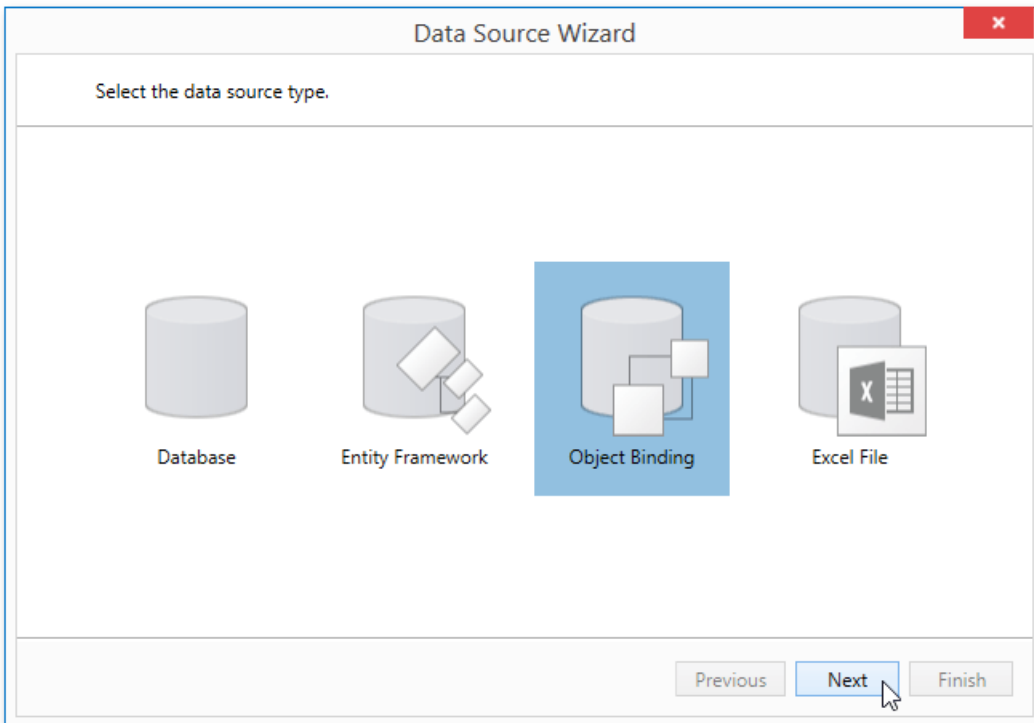 Data Source Wizard
Select the data source type.
Database
Entity Framework
Object Binding
X
Excel File
Previous
Next
Finish